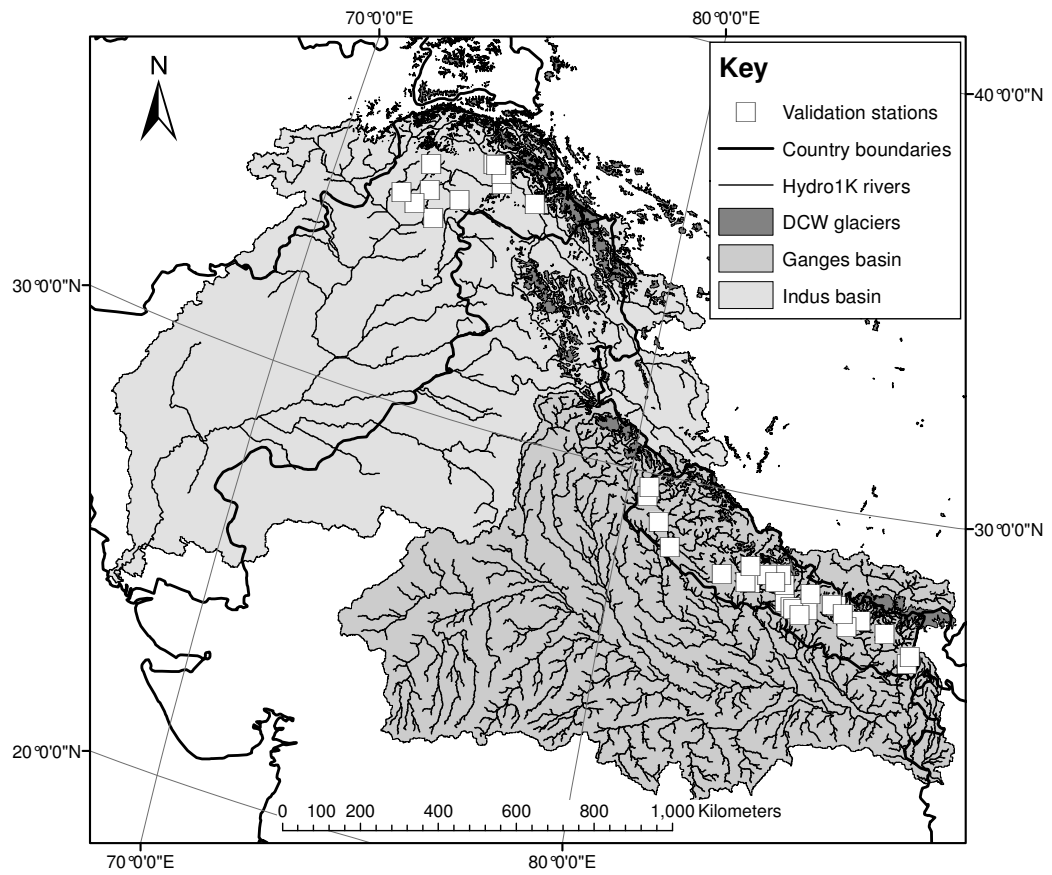 70°0'0"E 80°0'0"E
N
Key
Validation stations
Country boundaries
Hydro1K rivers
DCW glaciers
Ganges basin
Indus basin
40°0'0"N
30°0'0"N
30°0'0"N
20°0'0"N
0 100 200 400 600 800 1,000 Kilometers
70°0'0"E 80°0'0"E